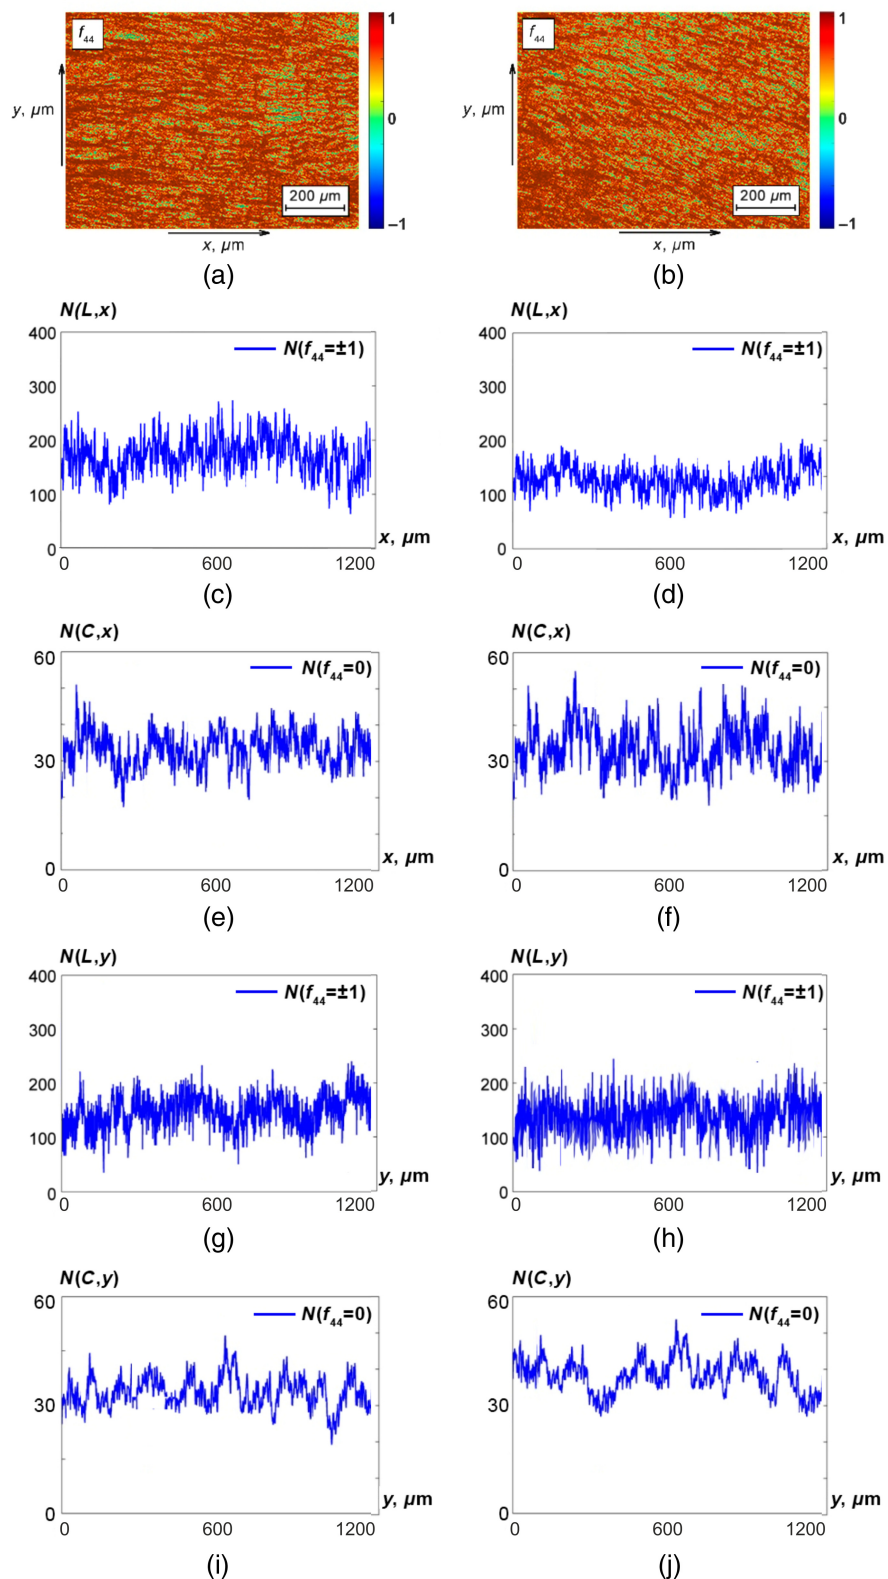 f44
1
y, µm
0
200 µm
–1
x, µm
(a)
f44
1
y, µm
0
200 µm
–1
x, µm
(b)
N(L,x)
400
N(f44=±1)
300
200
100
0
x, µm
0 600 1200
(c)
N(L,x)
400
N(f44=±1)
300
200
100
0
x, µm
0 600 1200
(d)
N(C,x)
60
N(f44=0)
30
0
x, µm
0 600 1200
(e)
N(C,x)
60
N(f44=0)
30
0
x, µm
0 600 1200
(f)
N(L,y)
400
N(f44=±1)
300
200
100
0
y, µm
0 600 1200
(g)
N(L,y)
400
N(f44=±1)
300
200
100
0
y, µm
0 600 1200
(h)
N(C,y)
60
N(f44=0)
30
0
y, µm
0 600 1200
(i)
N(C,y)
60
N(f44=0)
30
0
y, µm
0 600 1200
(j)